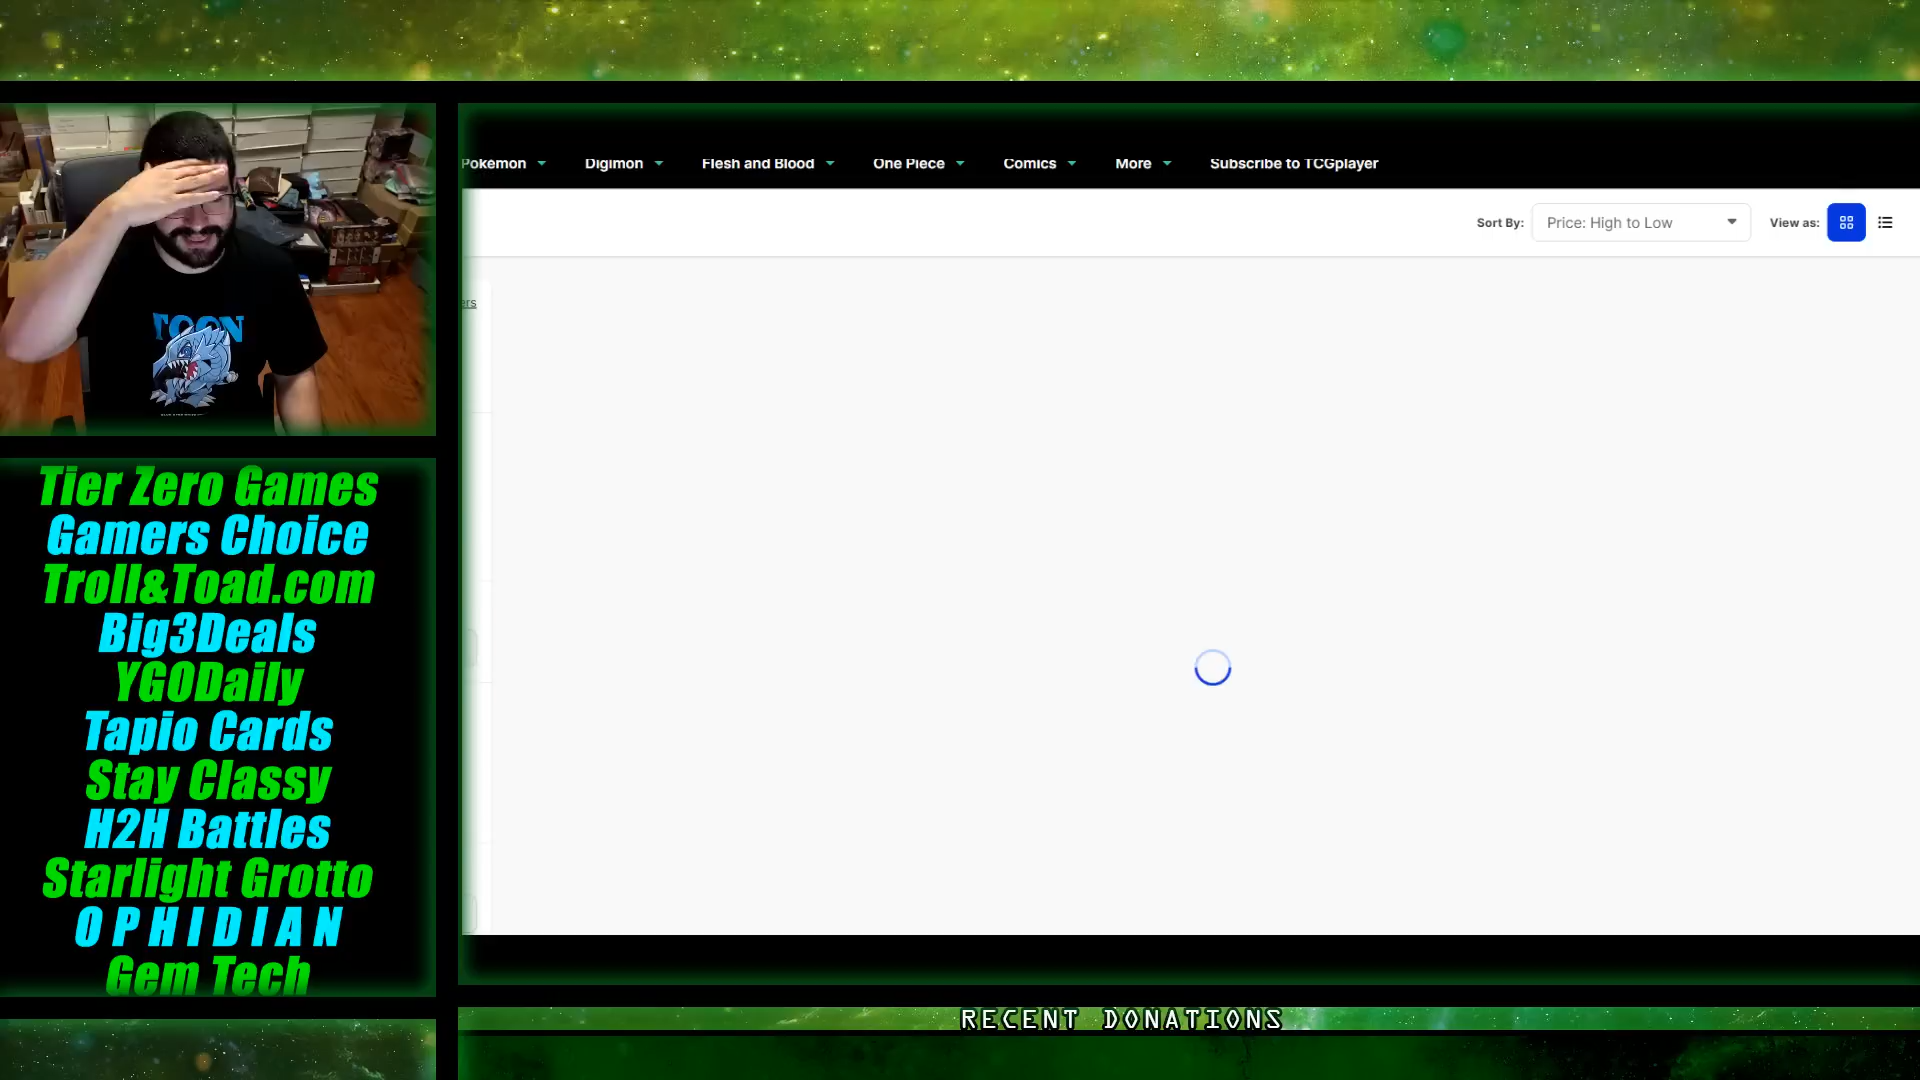 Pokemon
Digimon
Flesh and Blood
One Piece
Comics
More
Subscribe to TCGplayer
Sort By:
Price: High to Low
View as:
ers
TOON
Tier Zero Games
Gamers Choice
Troll&Toad.com
Big3Deals
YGODaily
Tapio Cards
Stay Classy
H2H Battles
Starlight Grotto
OPHIDIAN
Gem Tech
RECENT DONATIONS